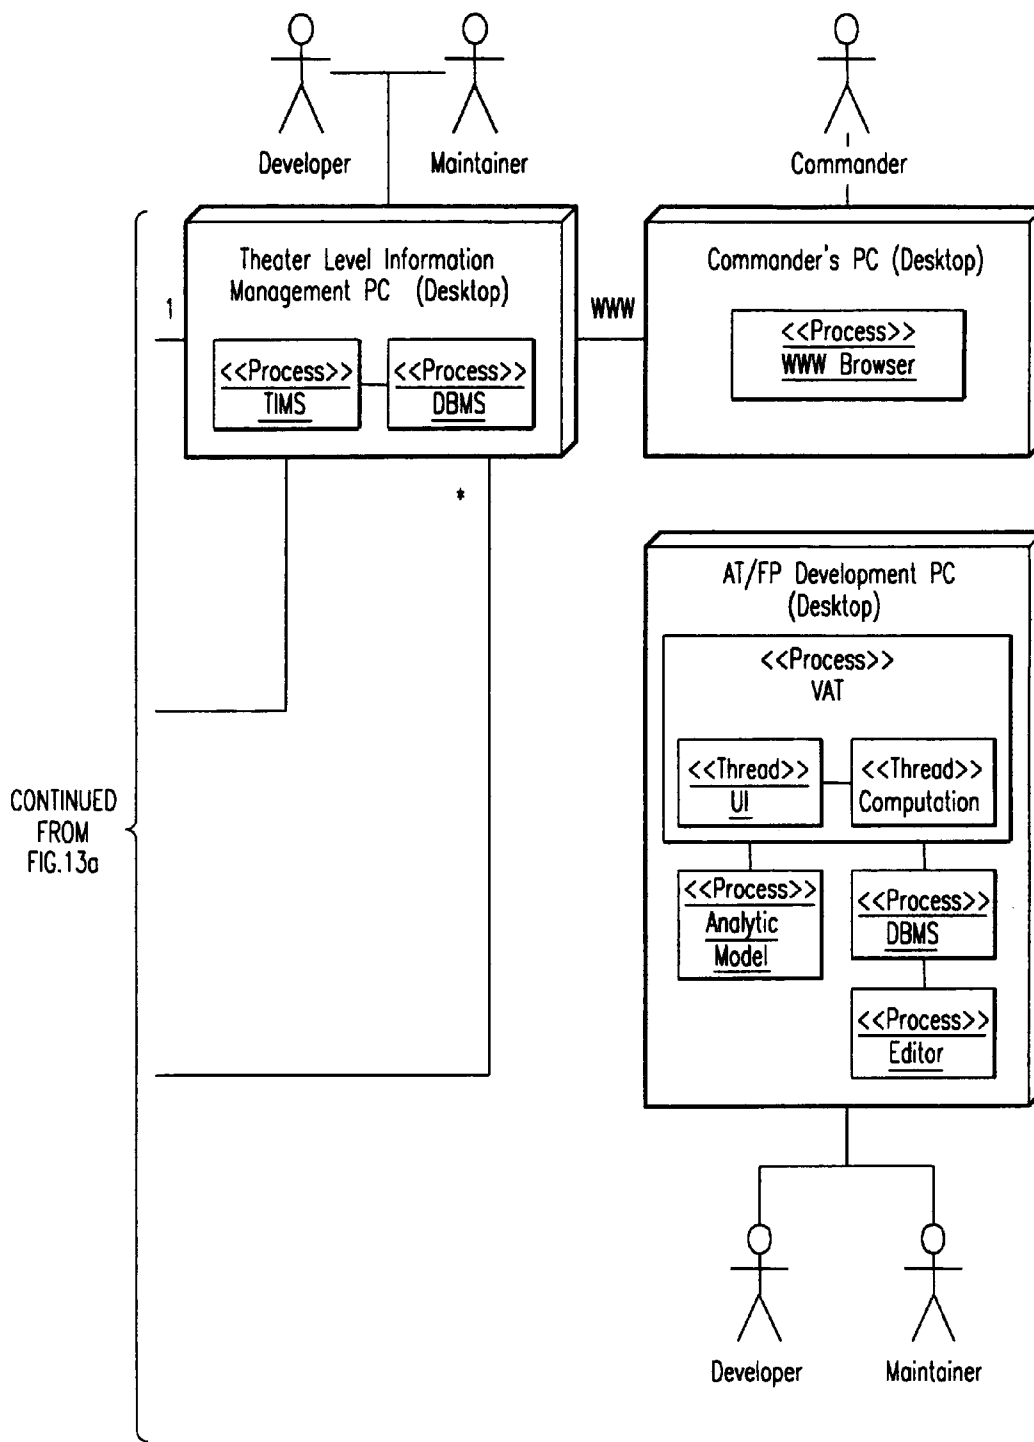 Developer
Maintainer
Commander
Theater Level Information
Management PC (Desktop)
<<Process>>
TIMS
<<Process>>
DBMS
1
WWW
*
Commander's PC (Desktop)
<<Process>>
WWW Browser
AT/FP Development PC
(Desktop)
<<Process>>
VAT
<<Thread>>
UI
<<Thread>>
Computation
<<Process>>
Analytic
Model
<<Process>>
DBMS
<<Process>>
Editor
CONTINUED
FROM
FIG.13a
Developer
Maintainer